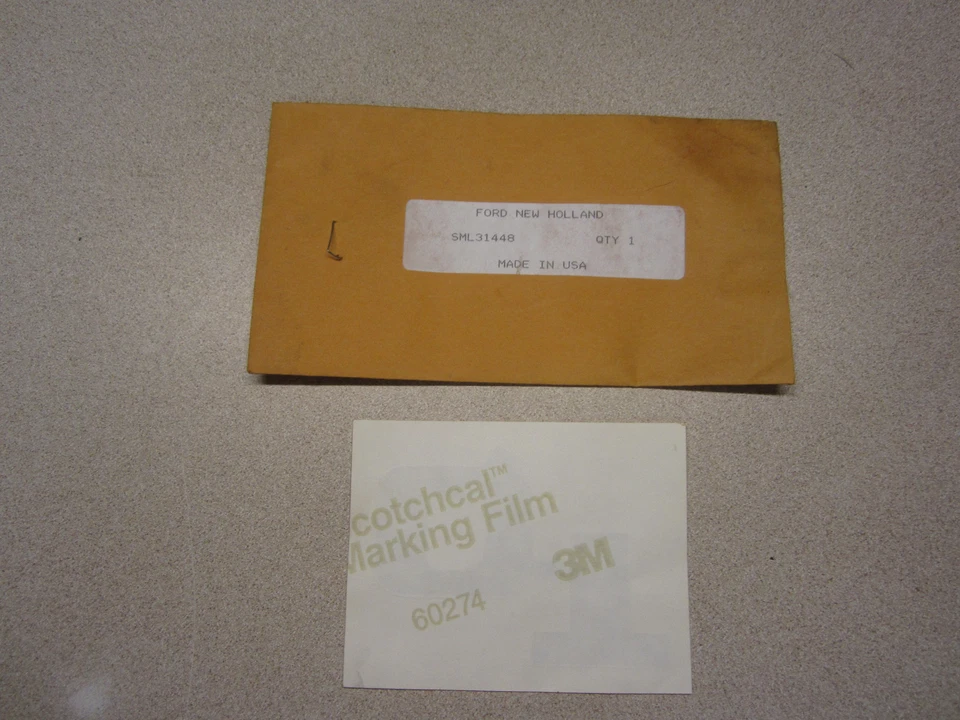 FORD NEW HOLLAND
SML31448 QTY 1
MADE IN USA
cotchcal™
Marking Film
3M
60274